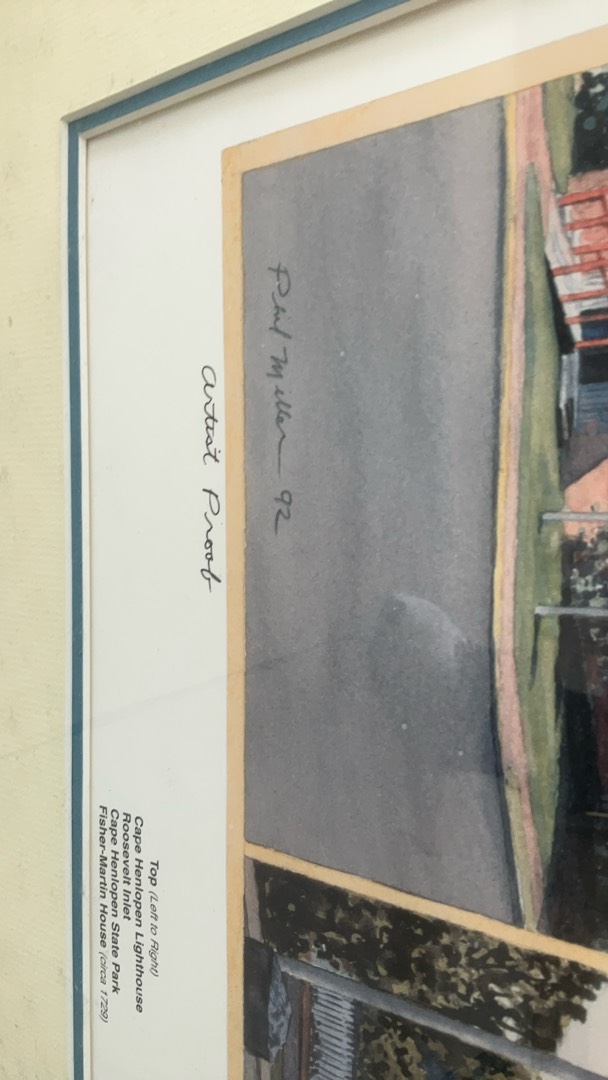 Phil Miller 92
Artist Proof
Top (Left to Right)
Cape Henlopen Lighthouse
Roosevelt Inlet
Cape Henlopen State Park
Fisher-Martin House (circa 1729)